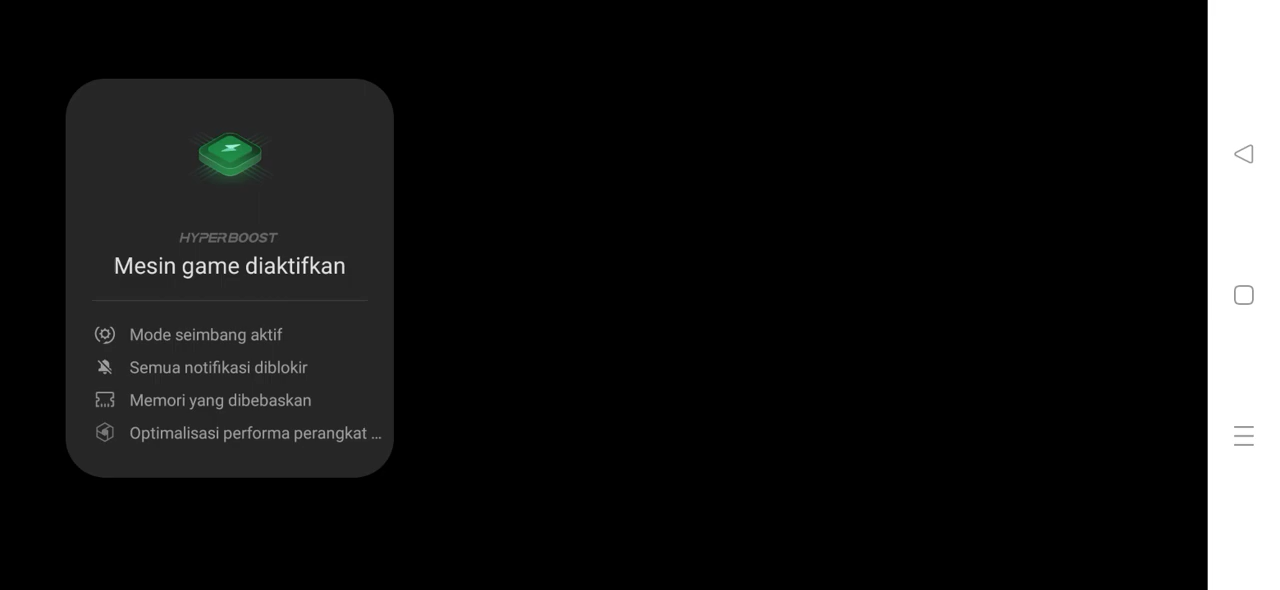 HYPERBOOST
Mesin game diaktifkan
Mode seimbang aktif
Semua notifikasi diblokir
Memori yang dibebaskan
Optimalisasi performa perangkat ...